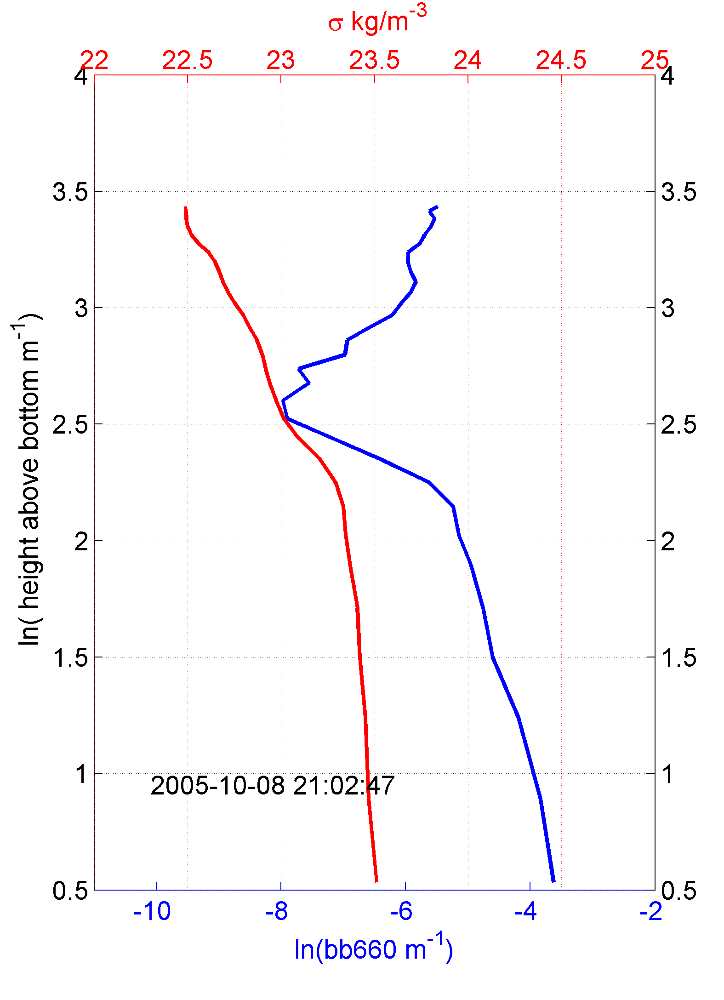 σ kg/m⁻³
22 22.5 23 23.5 24 24.5 25
4 4
3.5 3.5
3 3
2.5 2.5
2 2
1.5 1.5
1 1
0.5 0.5
ln( height above bottom m⁻¹)
2005-10-08 21:02:47
-10 -8 -6 -4 -2
ln(bb660 m⁻¹)